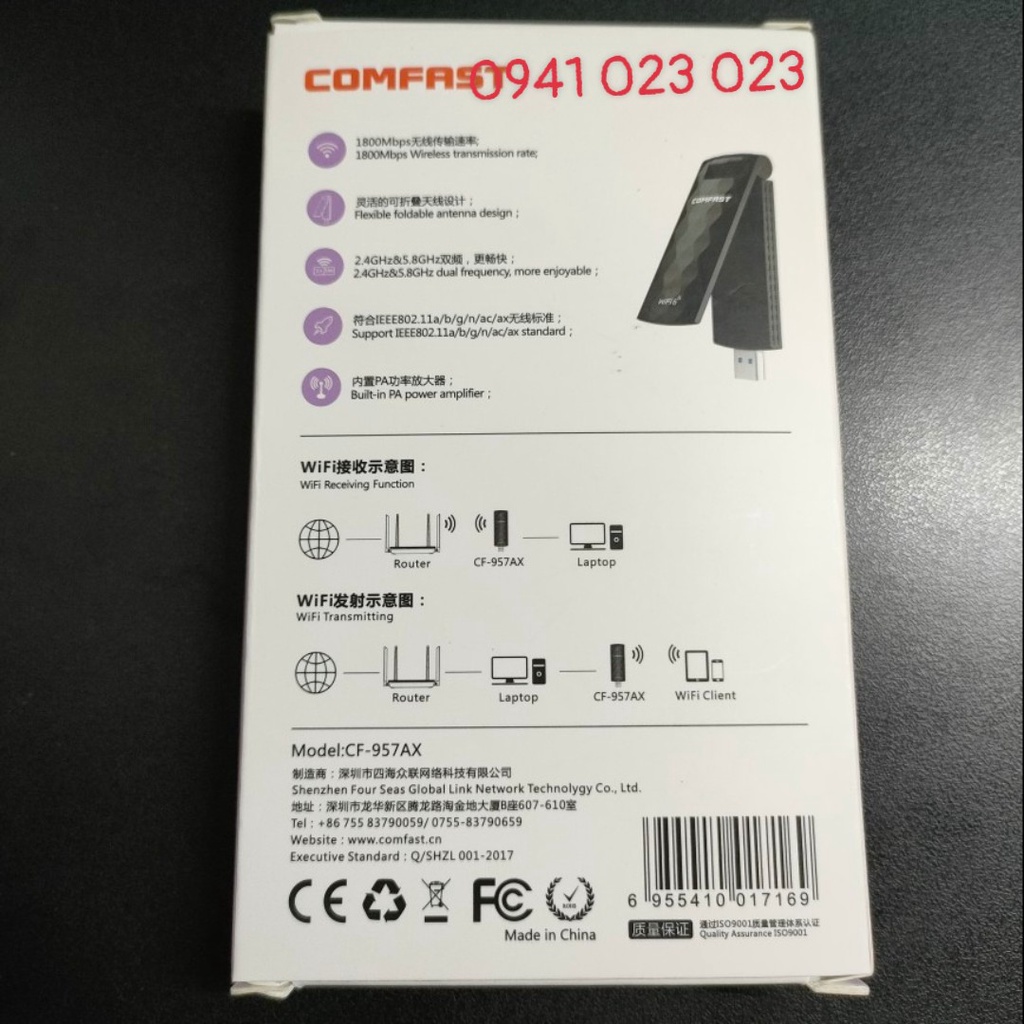 COMFAST
0941 023 023
1800Mbps无线传输速率;
1800Mbps Wireless transmission rate;
灵活的可折叠天线设计；
Flexible foldable antenna design；
COMFAST
WiFi 6
2.4GHz&5.8GHz双频，更畅快；
2.4GHz&5.8GHz dual frequency, more enjoyable；
符合IEEE802.11a/b/g/n/ac/ax无线标准；
Support IEEE802.11a/b/g/n/ac/ax standard；
内置PA功率放大器；
Built-in PA power amplifier；
WiFi接收示意图：
WiFi Receiving Function
Router
CF-957AX
Laptop
WiFi发射示意图：
WiFi Transmitting
Router
Laptop
CF-957AX
WiFi Client
Model:CF-957AX
制造商：深圳市四海众联网络科技有限公司
Shenzhen Four Seas Global Link Network Technolygy Co., Ltd.
地址：深圳市龙华新区腾龙路淘金地大厦B座607-610室
Tel：+86 755 83790059/ 0755-83790659
Website：www.comfast.cn
Executive Standard：Q/SHZL 001-2017
CE
FC
6 955410 017169
质量保证
通过ISO9001质量管理体系认证
Quality Assurance ISO9001
Made in China